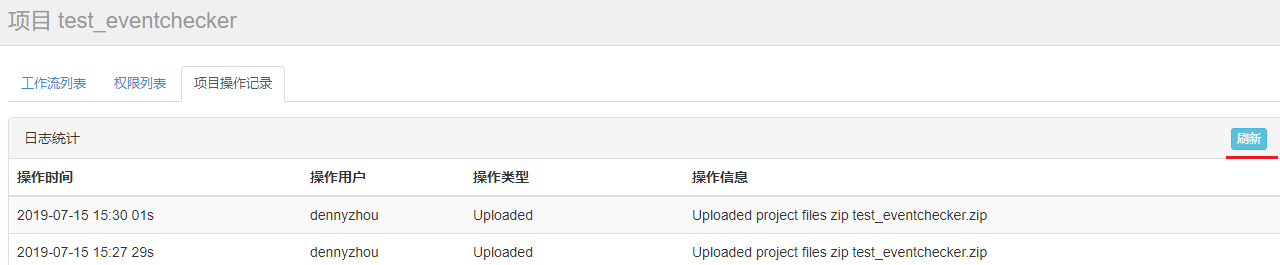 项目 test_eventchecker
工作流列表 权限列表 项目操作记录
日志统计 刷新
操作时间 操作用户 操作类型 操作信息
2019-07-15 15:30 01s dennyzhou Uploaded Uploaded project files zip test_eventchecker.zip
2019-07-15 15:27 29s dennyzhou Uploaded Uploaded project files zip test_eventchecker.zip